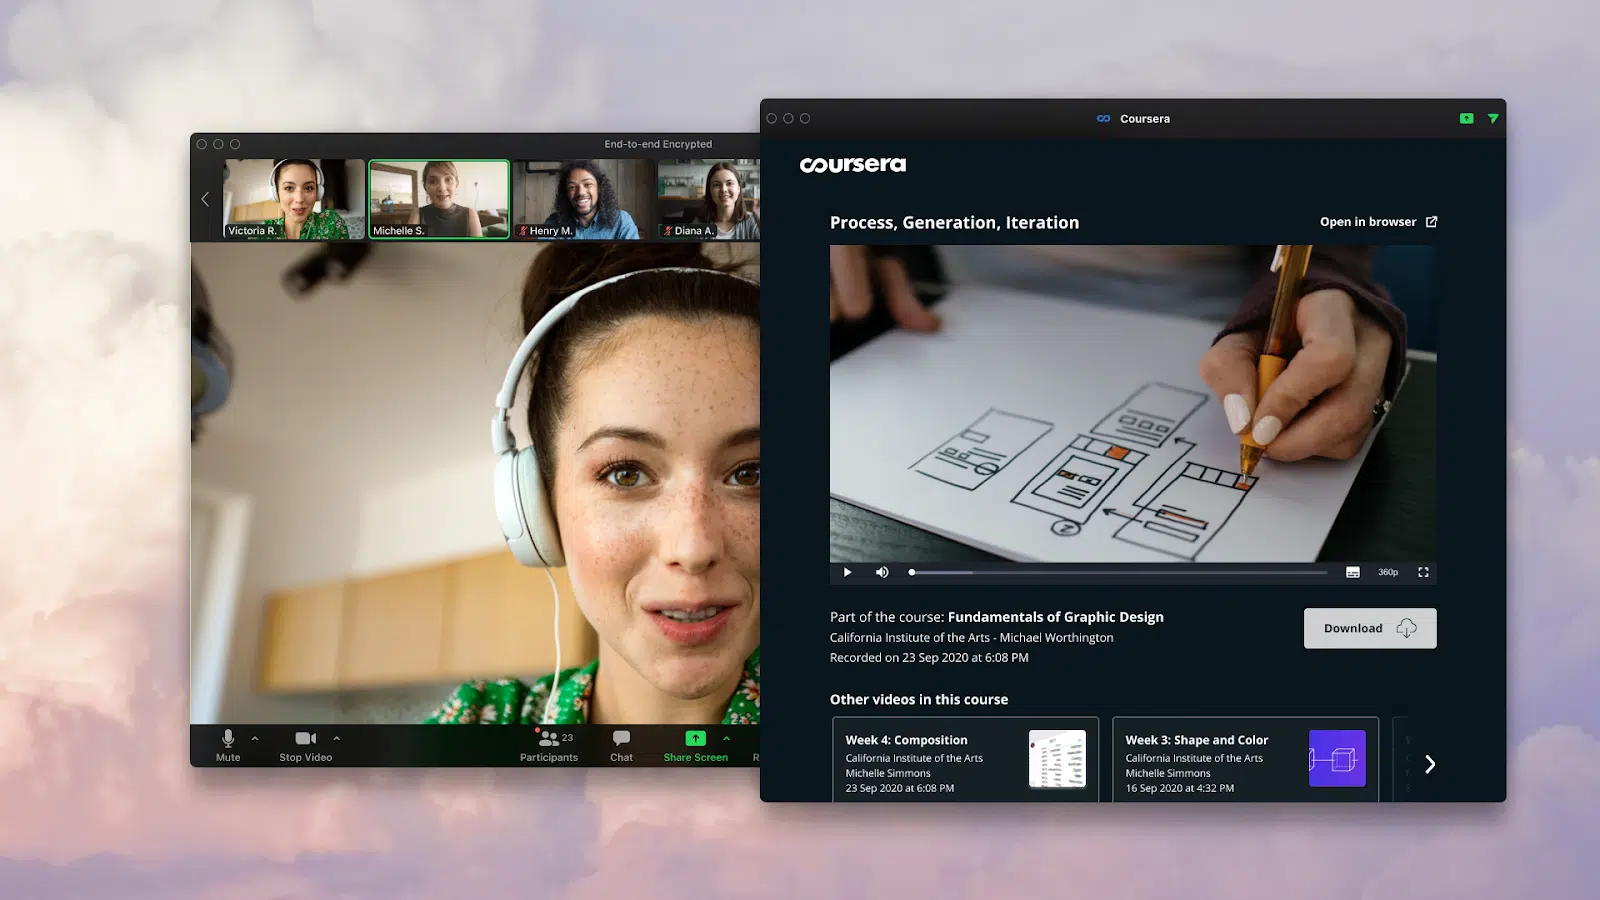 End-to-end Encrypted
Victoria R.
Michelle S.
Henry M.
Diana A.
Mute
Stop Video
Participants
23
Chat
Share Screen
R
Coursera
coursera
Process, Generation, Iteration
Open in browser
360p
Part of the course: Fundamentals of Graphic Design
California Institute of the Arts - Michael Worthington
Recorded on 23 Sep 2020 at 6:08 PM
Download
Other videos in this course
Week 4: Composition
California Institute of the Arts
Michelle Simmons
23 Sep 2020 at 6:08 PM
Week 3: Shape and Color
California Institute of the Arts
Michelle Simmons
16 Sep 2020 at 4:32 PM